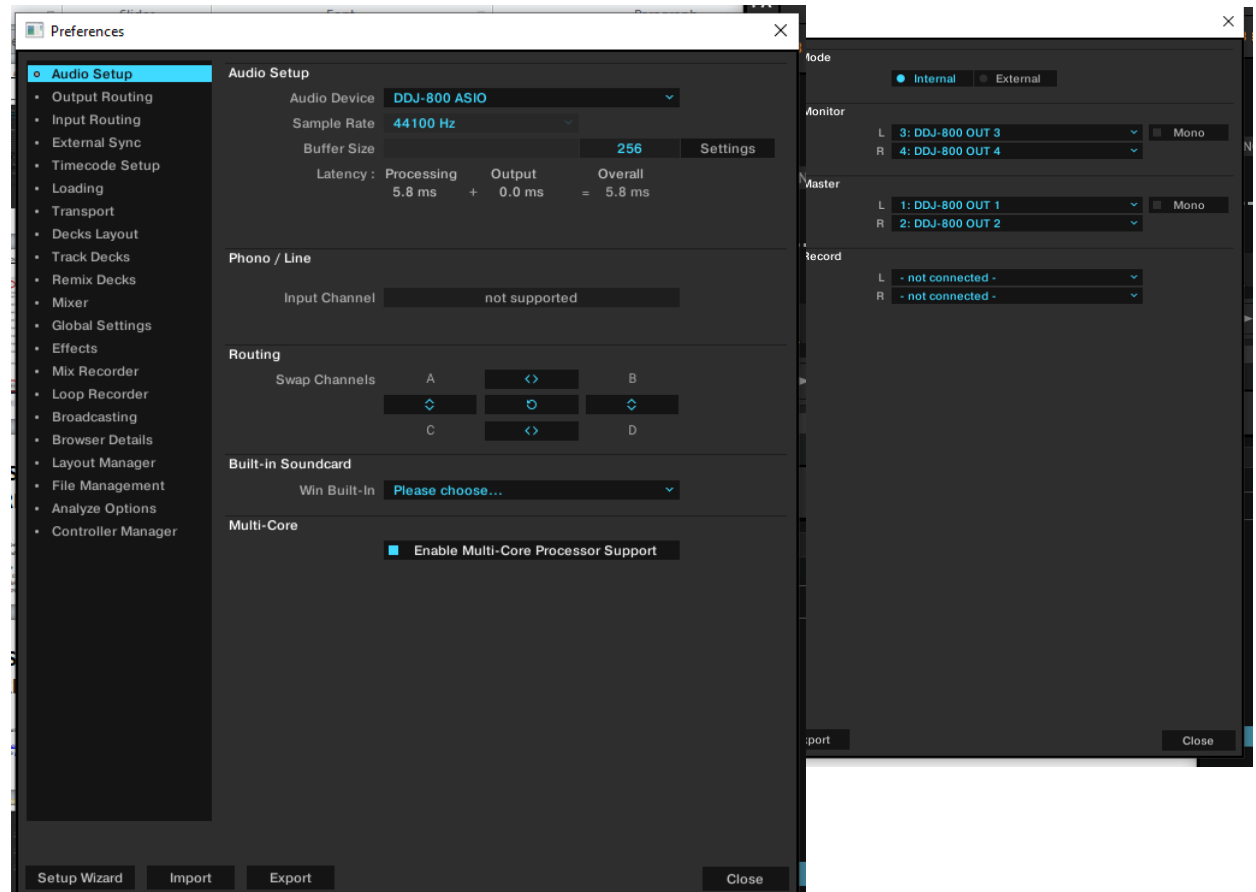 Preferences
Audio Setup
Output Routing
Input Routing
External Sync
Timecode Setup
Loading
Transport
Decks Layout
Track Decks
Remix Decks
Mixer
Global Settings
Effects
Mix Recorder
Loop Recorder
Broadcasting
Browser Details
Layout Manager
File Management
Analyze Options
Controller Manager
Audio Setup
Audio Device DDJ-800 ASIO
Sample Rate 44100 Hz
Buffer Size 256 Settings
Latency : Processing Output Overall
5.8 ms + 0.0 ms = 5.8 ms
Phono / Line
Input Channel not supported
Routing
Swap Channels A <> B
C <> D
Built-in Soundcard
Win Built-In Please choose...
Multi-Core
Enable Multi-Core Processor Support
Setup Wizard Import Export Close
Mode
Internal External
Monitor
L 3: DDJ-800 OUT 3 Mono
R 4: DDJ-800 OUT 4
Master
L 1: DDJ-800 OUT 1 Mono
R 2: DDJ-800 OUT 2
Record
L - not connected -
R - not connected -
xport Close